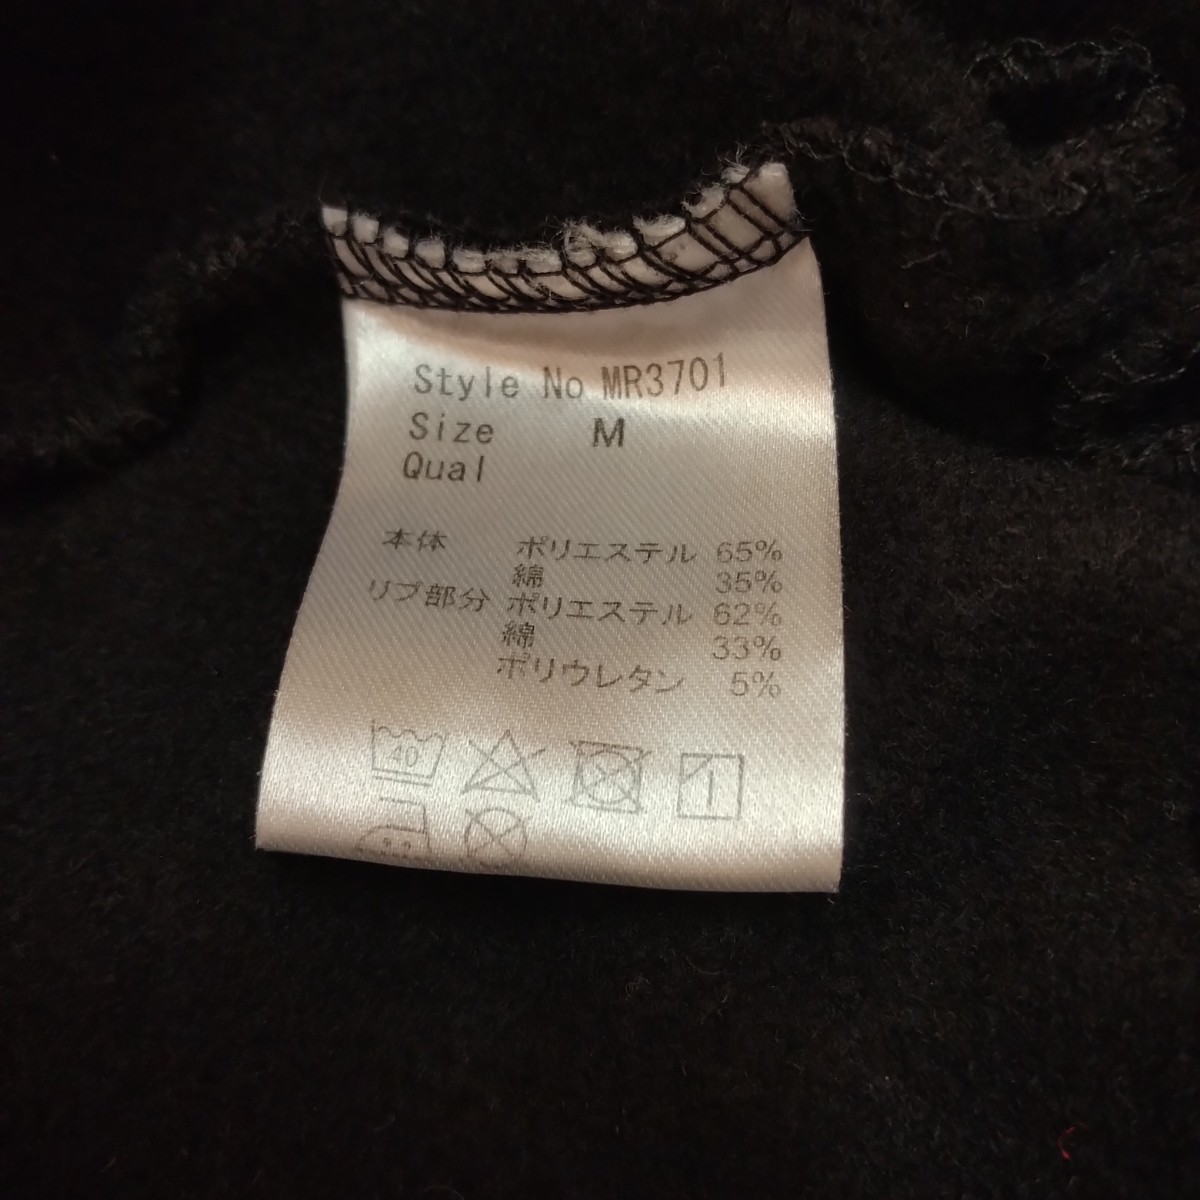 Style No MR3701
Size M
Qual
本体 ポリエステル 65%
綿 35%
リブ部分 ポリエステル 62%
綿 33%
ポリウレタン 5%
40